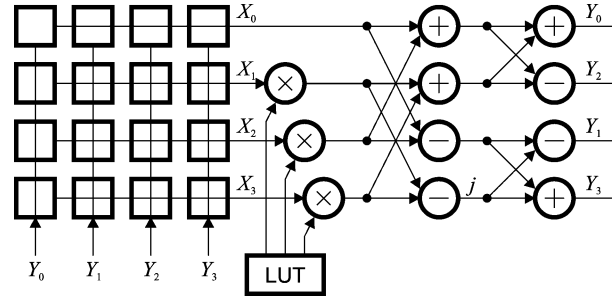 X₀ + + Y₀
X₁ × + − Y₂
X₂ × − − Y₁
X₃ × − j + Y₃
Y₀ Y₁ Y₂ Y₃
LUT